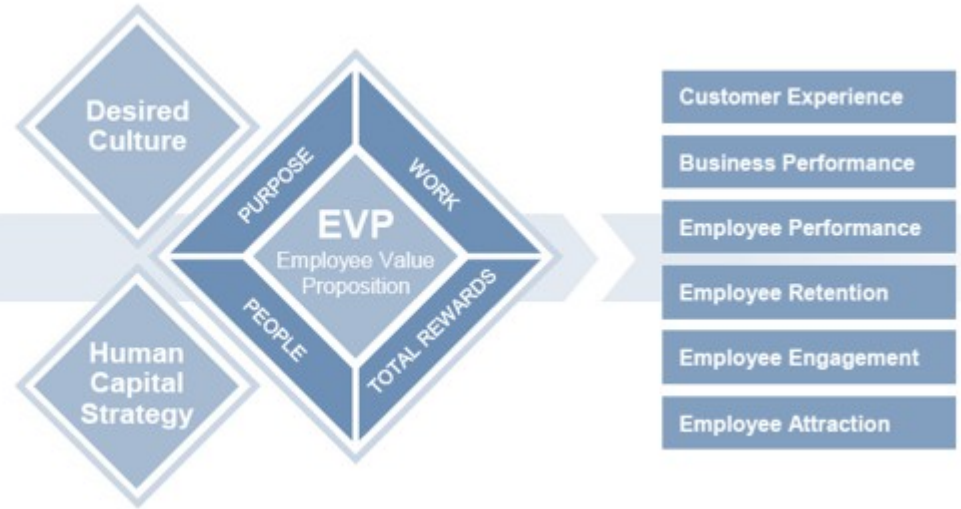 Desired
Culture
Human
Capital
Strategy
PURPOSE
WORK
EVP
Employee Value
Proposition
PEOPLE
TOTAL REWARDS
Customer Experience
Business Performance
Employee Performance
Employee Retention
Employee Engagement
Employee Attraction